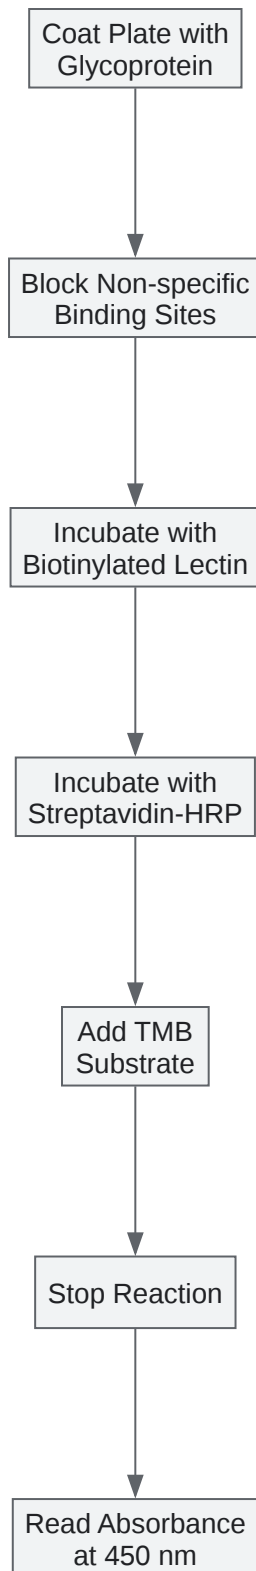 Coat Plate with
Glycoprotein
Block Non-specific
Binding Sites
Incubate with
Biotinylated Lectin
Incubate with
Streptavidin-HRP
Add TMB
Substrate
Stop Reaction
Read Absorbance
at 450 nm